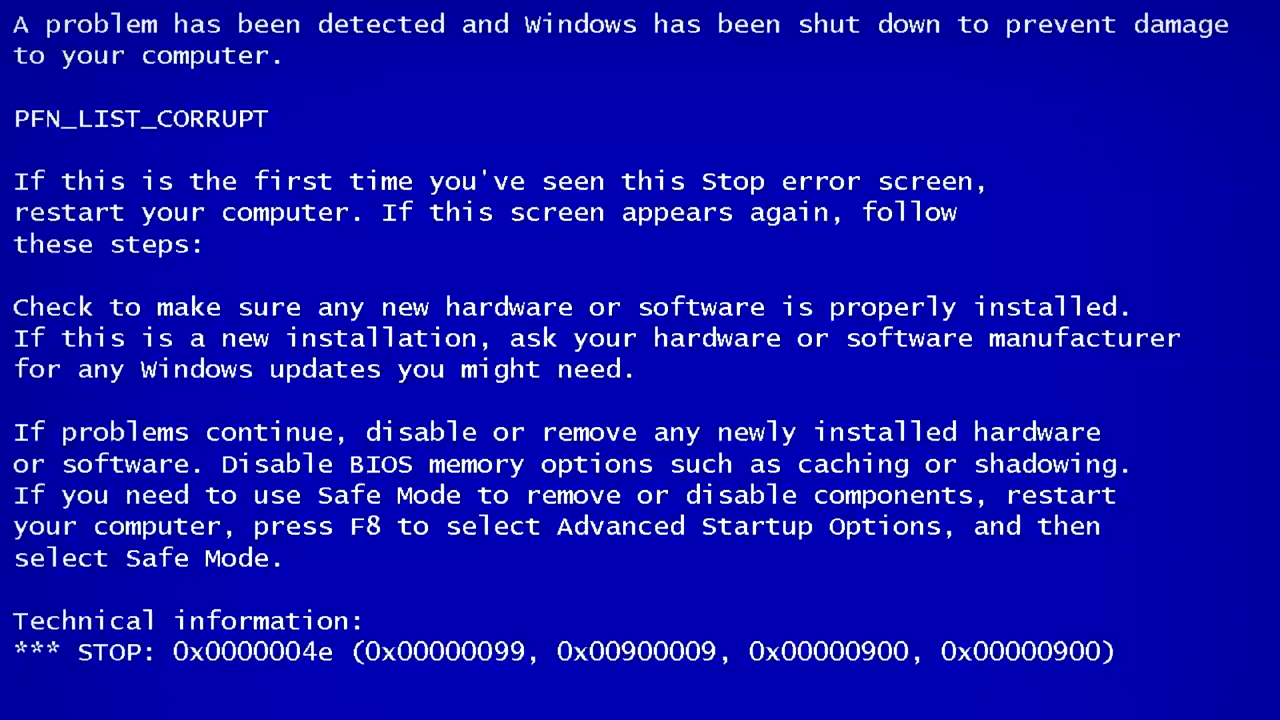 A problem has been detected and Windows has been shut down to prevent damage
to your computer.
PFN_LIST_CORRUPT
If this is the first time you've seen this Stop error screen,
restart your computer. If this screen appears again, follow
these steps:
Check to make sure any new hardware or software is properly installed.
If this is a new installation, ask your hardware or software manufacturer
for any Windows updates you might need.
If problems continue, disable or remove any newly installed hardware
or software. Disable BIOS memory options such as caching or shadowing.
If you need to use Safe Mode to remove or disable components, restart
your computer, press F8 to select Advanced Startup Options, and then
select Safe Mode.
Technical information:
*** STOP: 0x0000004e (0x00000099, 0x00900009, 0x00000900, 0x00000900)